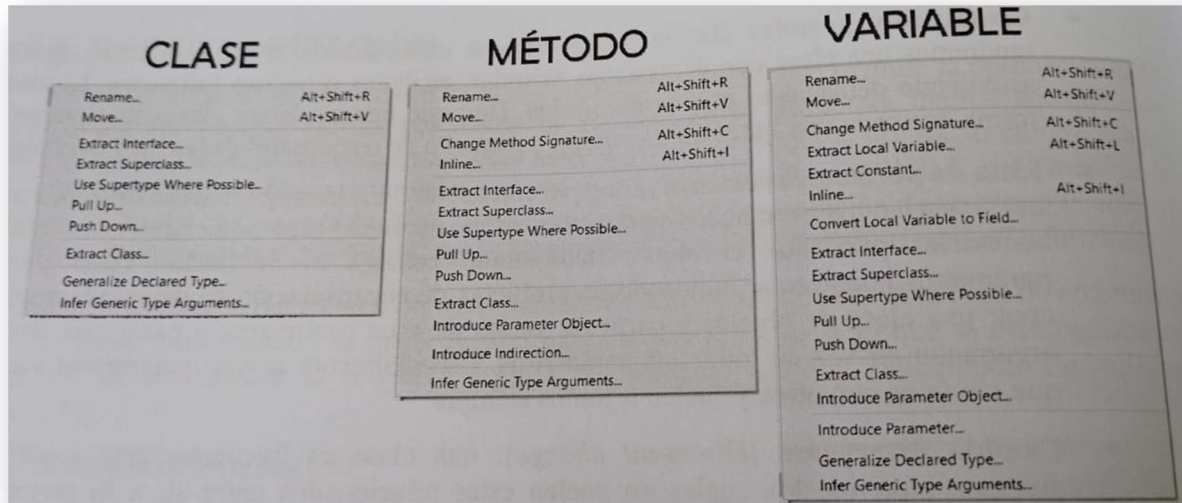 CLASE
Rename... Alt+Shift+R
Move... Alt+Shift+V
Extract Interface...
Extract Superclass...
Use Supertype Where Possible...
Pull Up...
Push Down...
Extract Class...
Generalize Declared Type...
Infer Generic Type Arguments...
MÉTODO
Rename... Alt+Shift+R
Move... Alt+Shift+V
Change Method Signature... Alt+Shift+C
Inline... Alt+Shift+I
Extract Interface...
Extract Superclass...
Use Supertype Where Possible...
Pull Up...
Push Down...
Extract Class...
Introduce Parameter Object...
Introduce Indirection...
Infer Generic Type Arguments...
VARIABLE
Rename... Alt+Shift+R
Move... Alt+Shift+V
Change Method Signature... Alt+Shift+C
Extract Local Variable... Alt+Shift+L
Extract Constant...
Inline... Alt+Shift+I
Convert Local Variable to Field...
Extract Interface...
Extract Superclass...
Use Supertype Where Possible...
Pull Up...
Push Down...
Extract Class...
Introduce Parameter Object...
Introduce Parameter...
Generalize Declared Type...
Infer Generic Type Arguments...